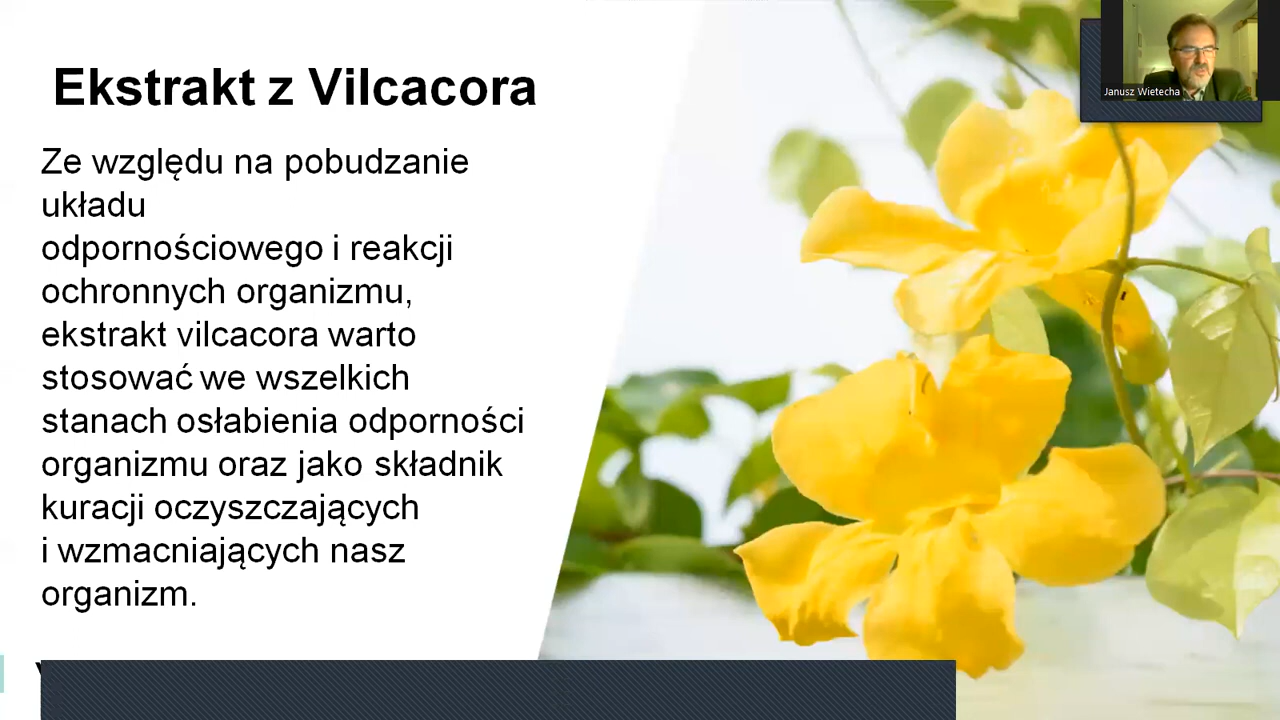 Ekstrakt z Vilcacora
Janusz Wietecha
Ze względu na pobudzanie
układu
odpornościowego i reakcji
ochronnych organizmu,
ekstrakt vilcacora warto
stosować we wszelkich
stanach osłabienia odporności
organizmu oraz jako składnik
kuracji oczyszczających
i wzmacniających nasz
organizm.